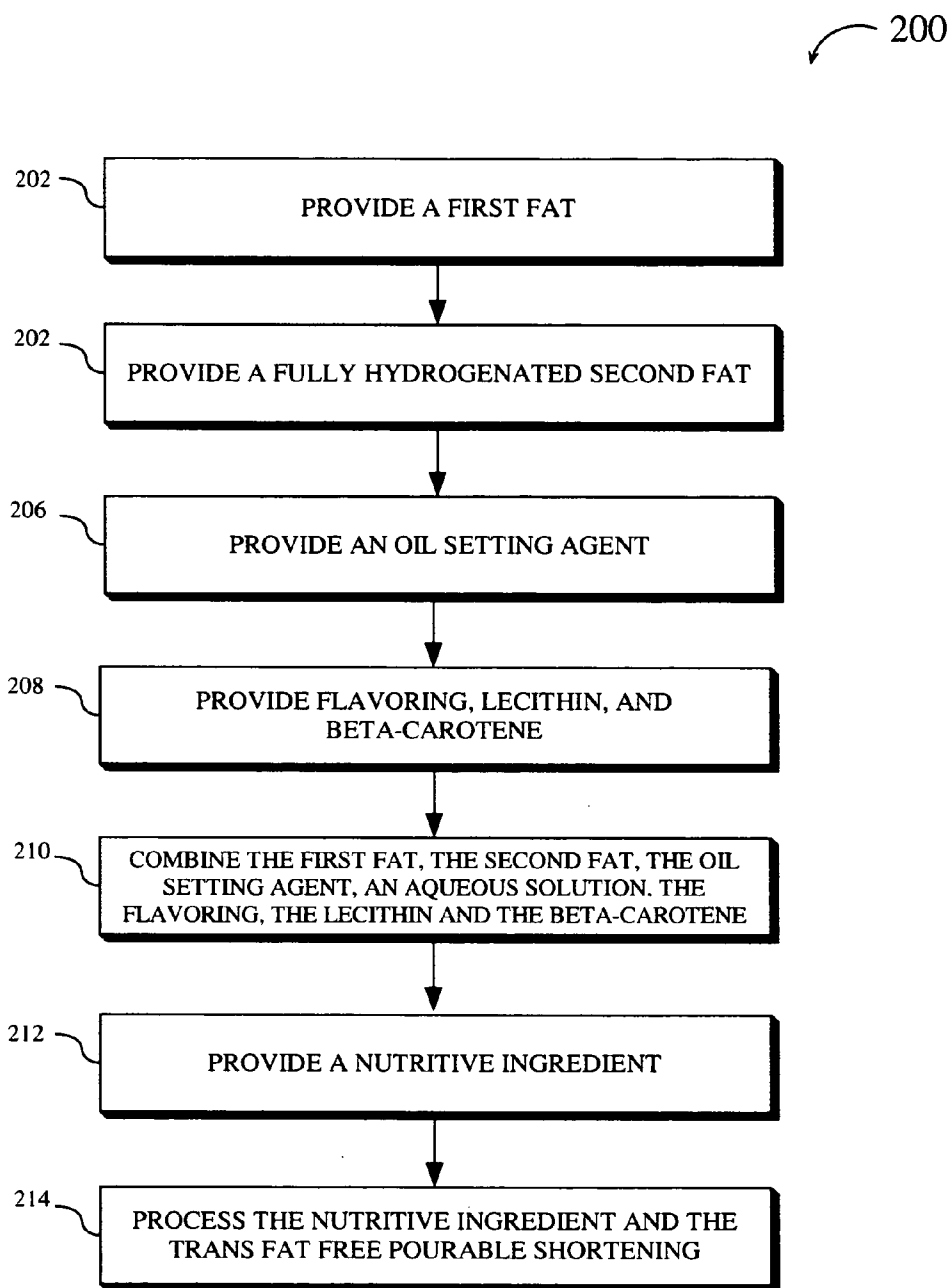 200
202
PROVIDE A FIRST FAT
202
PROVIDE A FULLY HYDROGENATED SECOND FAT
206
PROVIDE AN OIL SETTING AGENT
208
PROVIDE FLAVORING, LECITHIN, AND
BETA-CAROTENE
210
COMBINE THE FIRST FAT, THE SECOND FAT, THE OIL
SETTING AGENT, AN AQUEOUS SOLUTION. THE
FLAVORING, THE LECITHIN AND THE BETA-CAROTENE
212
PROVIDE A NUTRITIVE INGREDIENT
214
PROCESS THE NUTRITIVE INGREDIENT AND THE
TRANS FAT FREE POURABLE SHORTENING